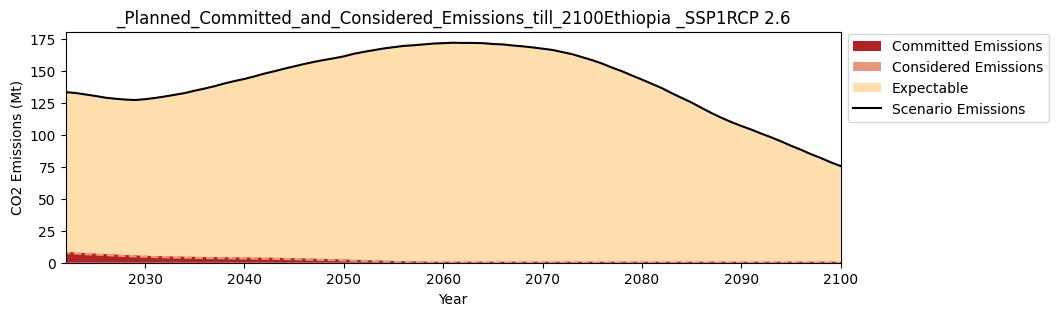 _Planned_Committed_and_Considered_Emissions_till_2100Ethiopia _SSP1RCP 2.6
175
150
125
100
75
50
25
0
CO2 Emissions (Mt)
2030 2040 2050 2060 2070 2080 2090 2100
Year
Committed Emissions
Considered Emissions
Expectable
Scenario Emissions